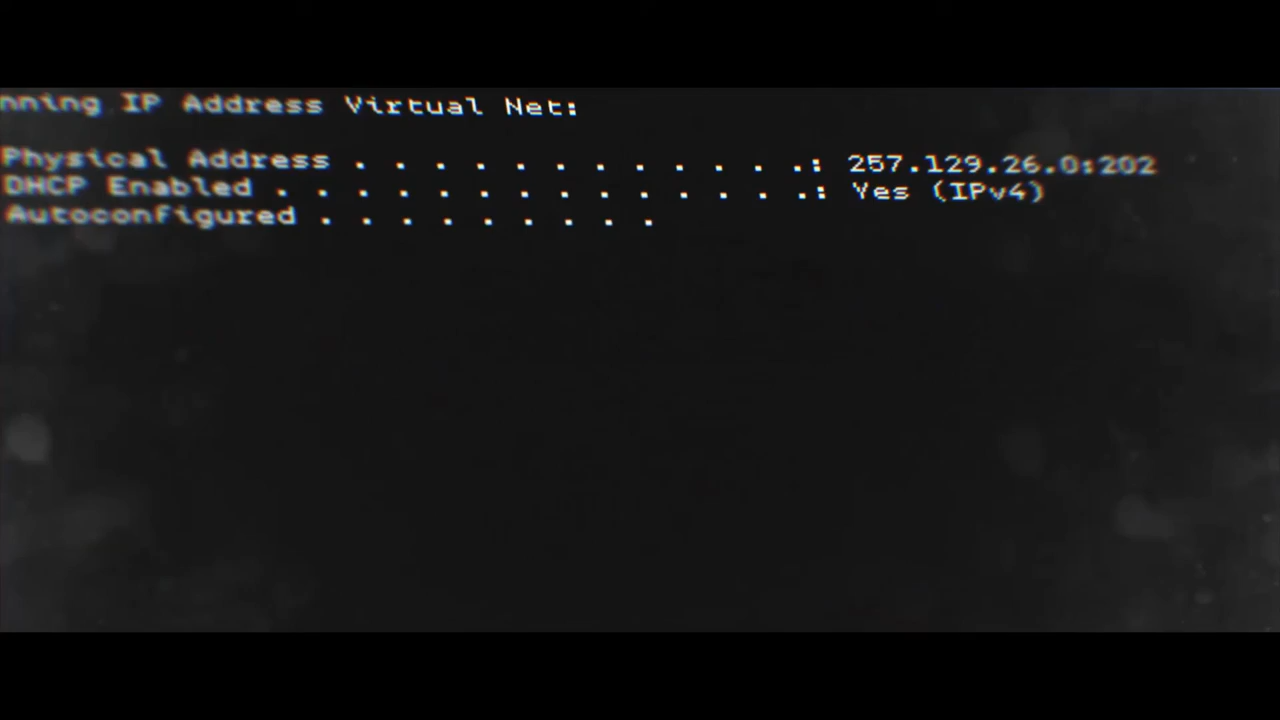 nning IP Address Virtual Net:
Physical Address . . . . . . . . . . . .: 257.129.26.0:202
DHCP Enabled . . . . . . . . . . . . . .: Yes (IPv4)
Autoconfigured . . . . . . . . .